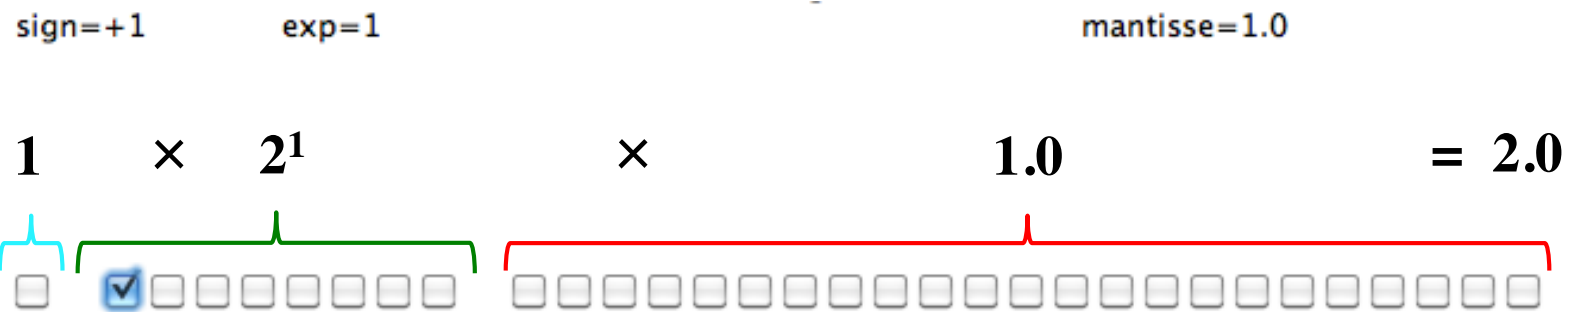 sign=+1 exp=1 mantisse=1.0
1 × 2¹ × 1.0 = 2.0